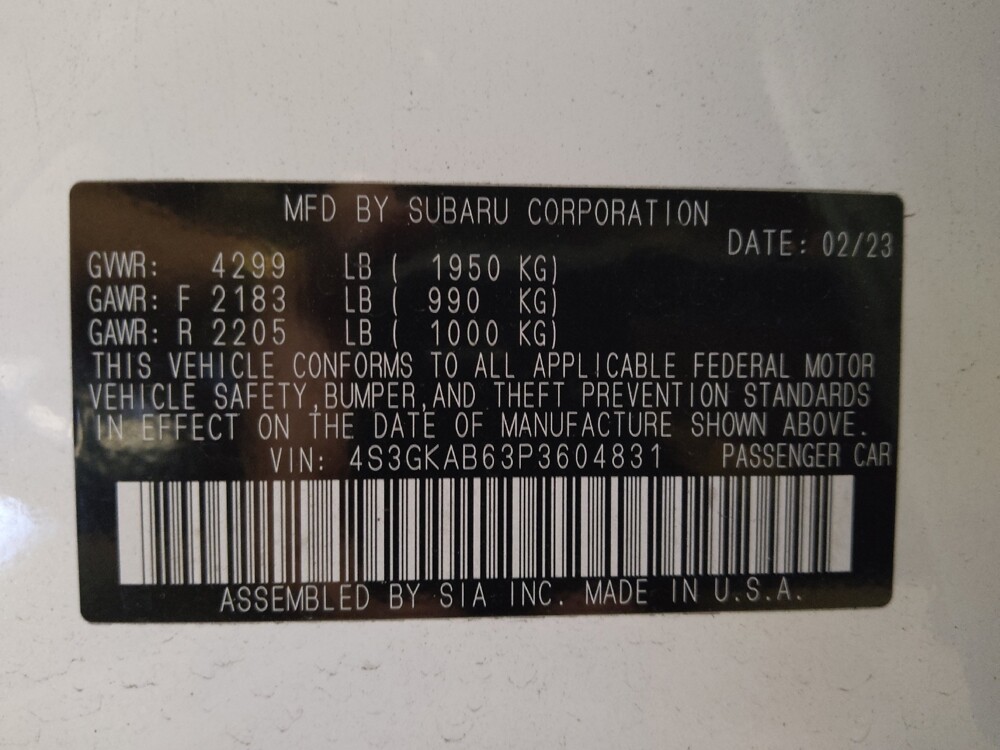 MFD BY SUBARU CORPORATION
DATE: 02/23
GVWR: 4299 LB ( 1950 KG)
GAWR: F 2183 LB ( 990 KG)
GAWR: R 2205 LB ( 1000 KG)
THIS VEHICLE CONFORMS TO ALL APPLICABLE FEDERAL MOTOR
VEHICLE SAFETY,BUMPER,AND THEFT PREVENTION STANDARDS
IN EFFECT ON THE DATE OF MANUFACTURE SHOWN ABOVE.
VIN: 4S3GKAB63P3604831 PASSENGER CAR
ASSEMBLED BY SIA INC. MADE IN U.S.A.